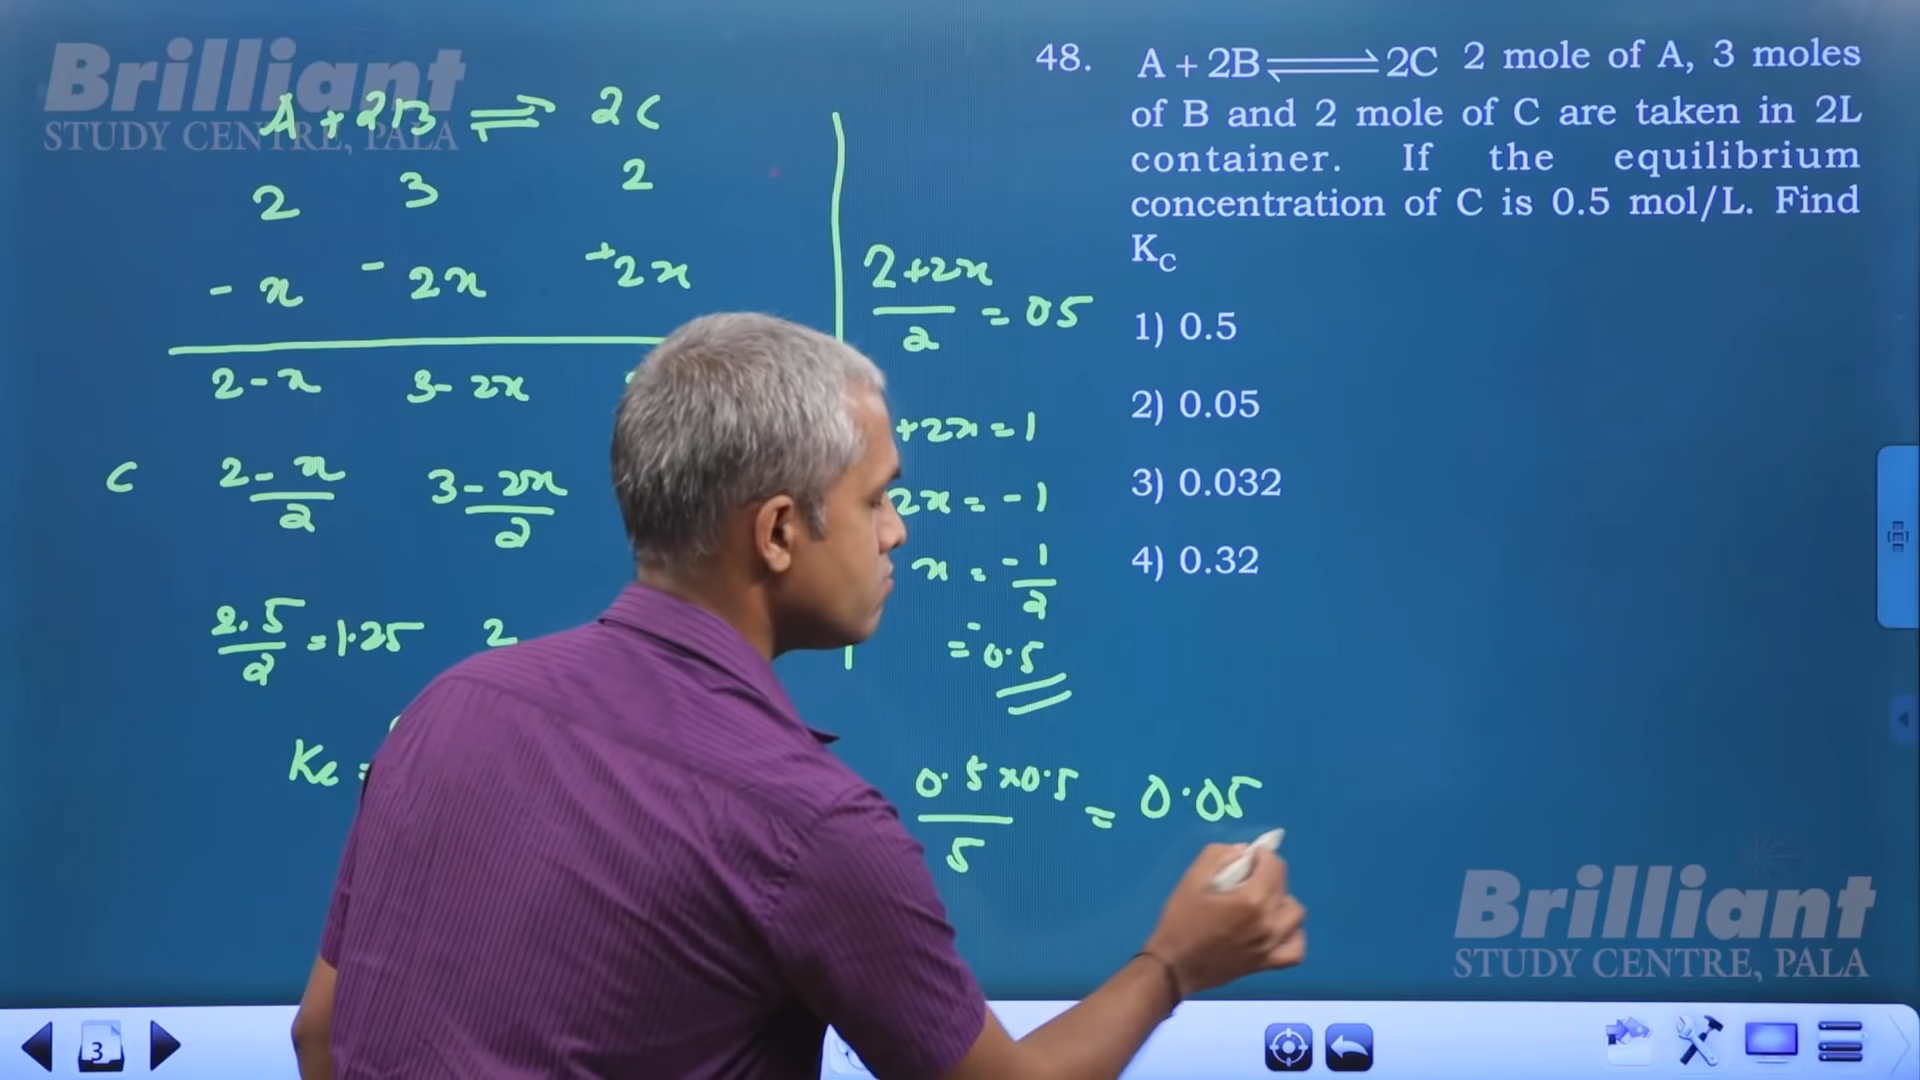 Brilliant
STUDY CENTRE, PALA
A + 2B ⇌ 2C
2 3 2
- x - 2x + 2x
2 - x 3 - 2x
C 2 - x / 2 3 - 2x / 2
2.5 / 2 = 1.25 2
Kc =
2 + 2x / 2 = 05
+ 2x = 1
2x = - 1
x = - 1 / 2
= - 0.5
0.5 x 0.5 / 5 = 0.05
48. A + 2B ⇌ 2C 2 mole of A, 3 moles
of B and 2 mole of C are taken in 2L
container. If the equilibrium
concentration of C is 0.5 mol/L. Find
KC
1) 0.5
2) 0.05
3) 0.032
4) 0.32
Brilliant
STUDY CENTRE, PALA
3